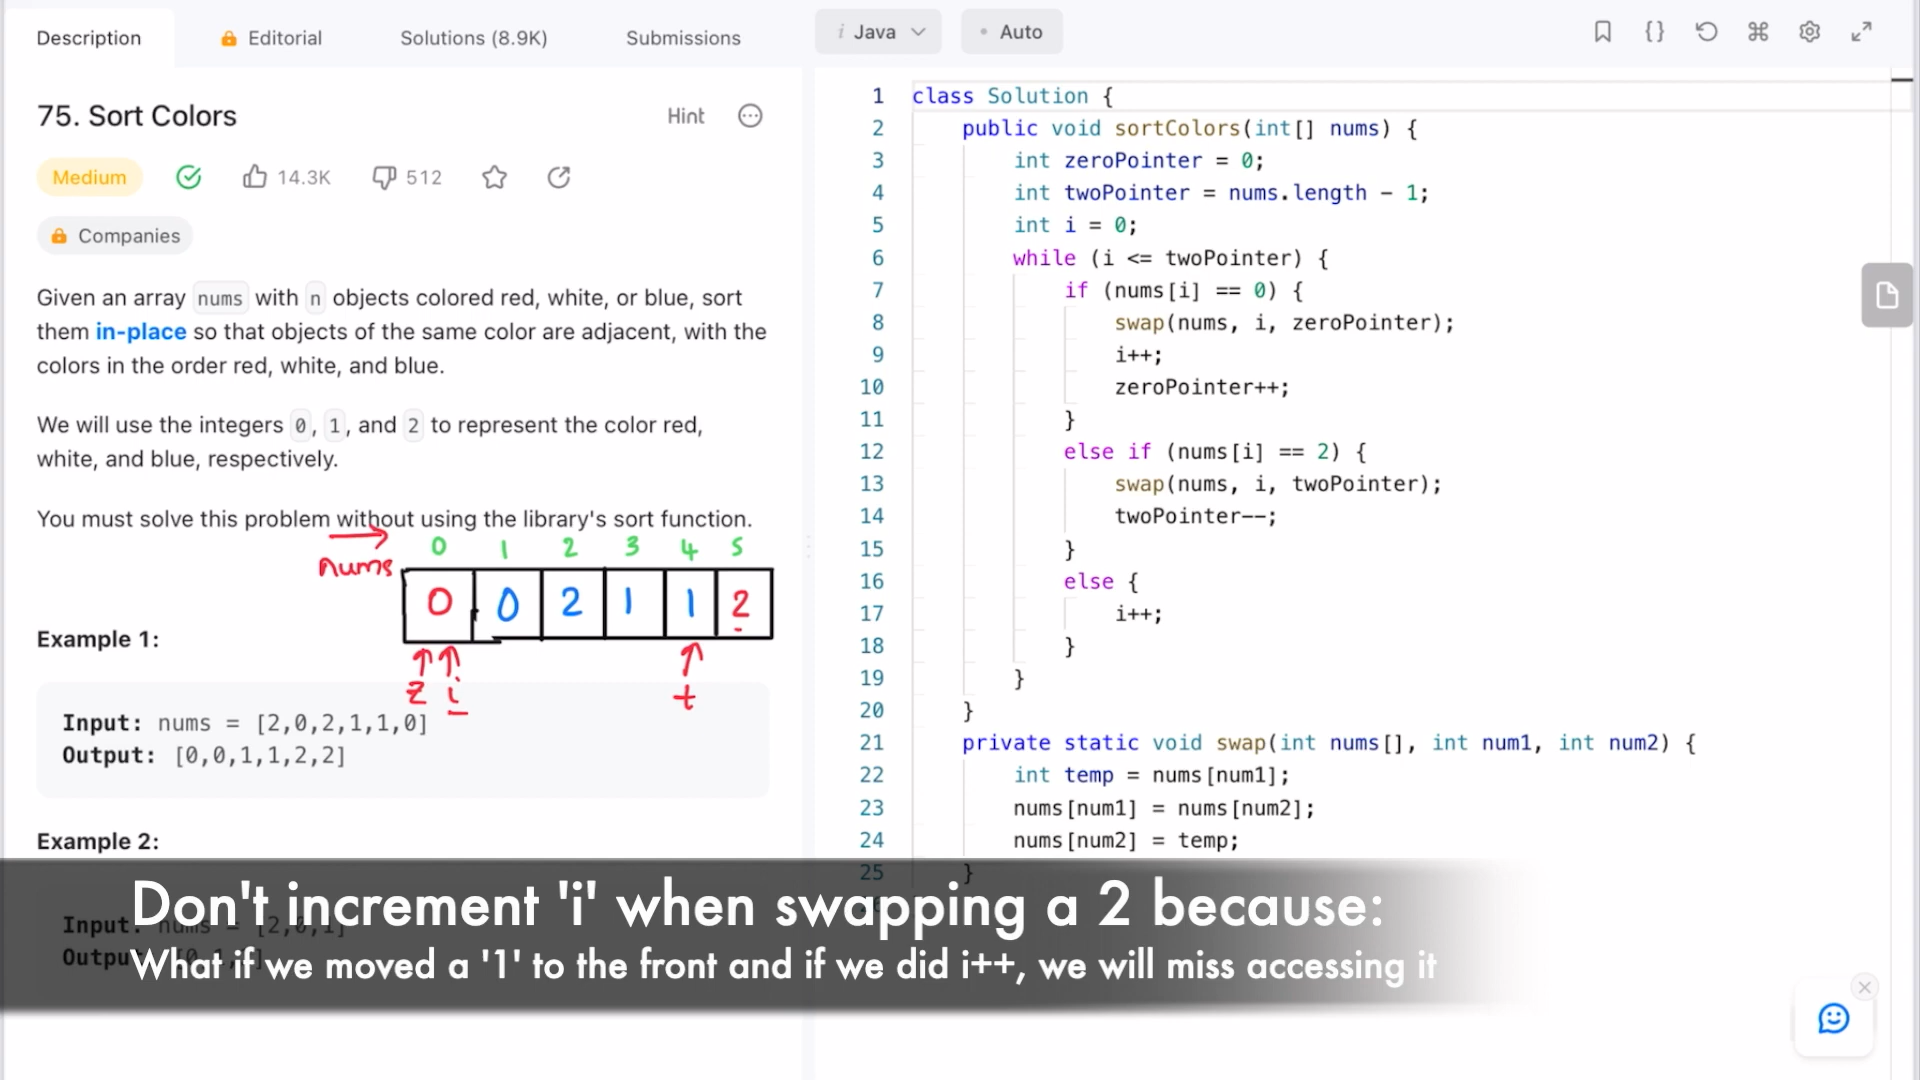 Description Editorial Solutions (8.9K) Submissions
i Java • Auto
75. Sort Colors Hint
Medium 14.3K 512
Companies
Given an array nums with n objects colored red, white, or blue, sort
them in-place so that objects of the same color are adjacent, with the
colors in the order red, white, and blue.
We will use the integers 0, 1, and 2 to represent the color red,
white, and blue, respectively.
You must solve this problem without using the library's sort function.
nums
0 1 2 3 4 5
0 0 2 1 1 2
z i t
Example 1:
Input: nums = [2,0,2,1,1,0]
Output: [0,0,1,1,2,2]
Example 2:
Input: nums = [2,0,1]
1 class Solution {
2 public void sortColors(int[] nums) {
3 int zeroPointer = 0;
4 int twoPointer = nums.length - 1;
5 int i = 0;
6 while (i <= twoPointer) {
7 if (nums[i] == 0) {
8 swap(nums, i, zeroPointer);
9 i++;
10 zeroPointer++;
11 }
12 else if (nums[i] == 2) {
13 swap(nums, i, twoPointer);
14 twoPointer--;
15 }
16 else {
17 i++;
18 }
19 }
20 }
21 private static void swap(int nums[], int num1, int num2) {
22 int temp = nums[num1];
23 nums[num1] = nums[num2];
24 nums[num2] = temp;
25 }
Don't increment 'i' when swapping a 2 because:
What if we moved a '1' to the front and if we did i++, we will miss accessing it